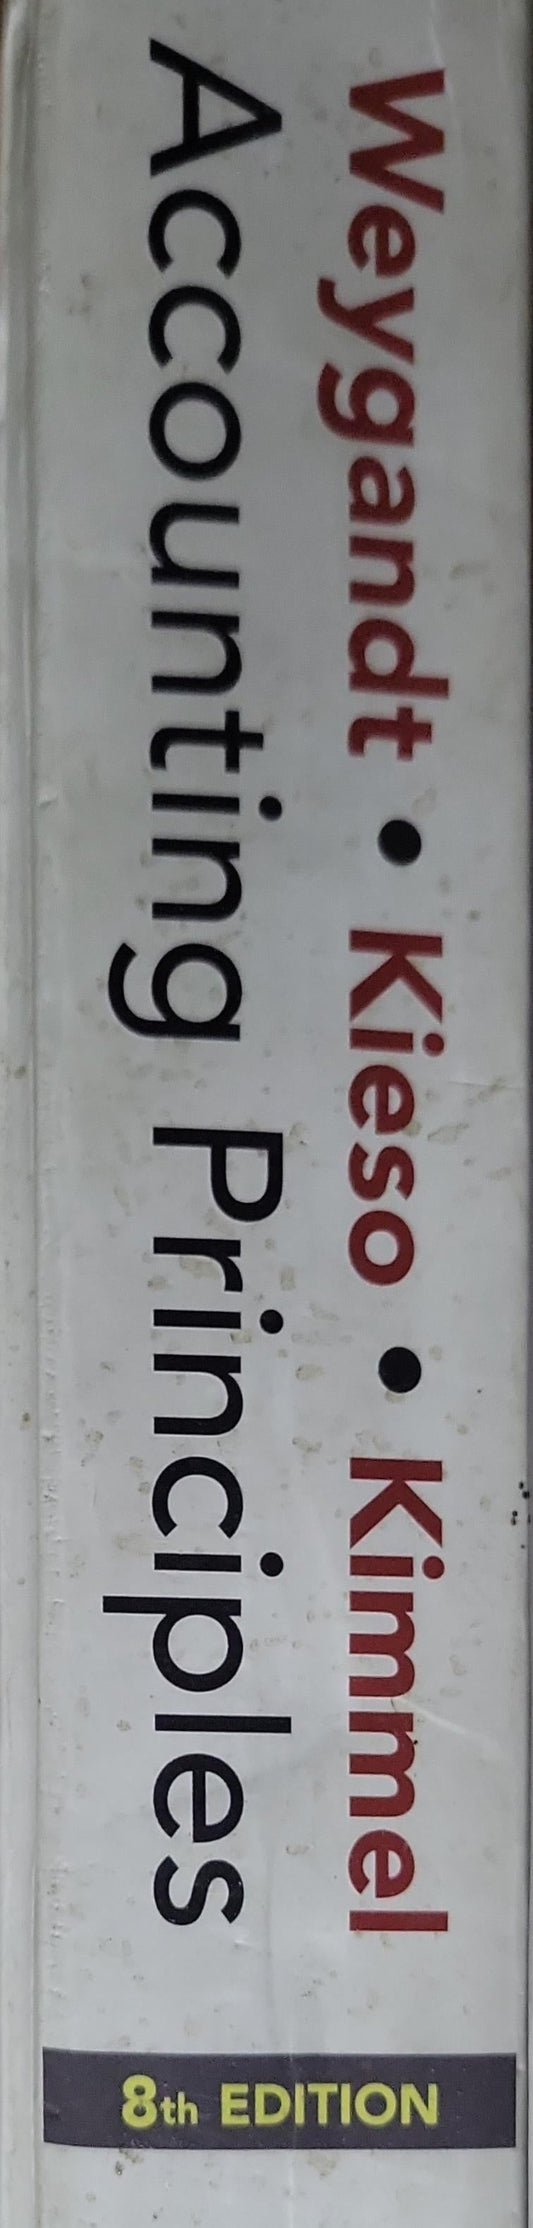 Weygandt • Kieso • Kimmel
Accounting Principles
8th EDITION